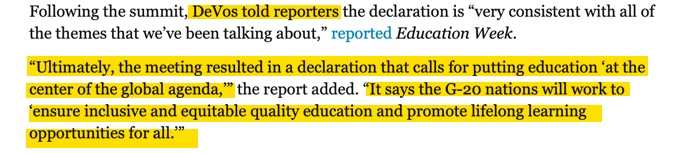 Following the summit, DeVos told reporters the declaration is “very consistent with all of
the themes that we’ve been talking about,” reported Education Week.
“Ultimately, the meeting resulted in a declaration that calls for putting education ‘at the
center of the global agenda,’” the report added. “It says the G-20 nations will work to
‘ensure inclusive and equitable quality education and promote lifelong learning
opportunities for all.’”